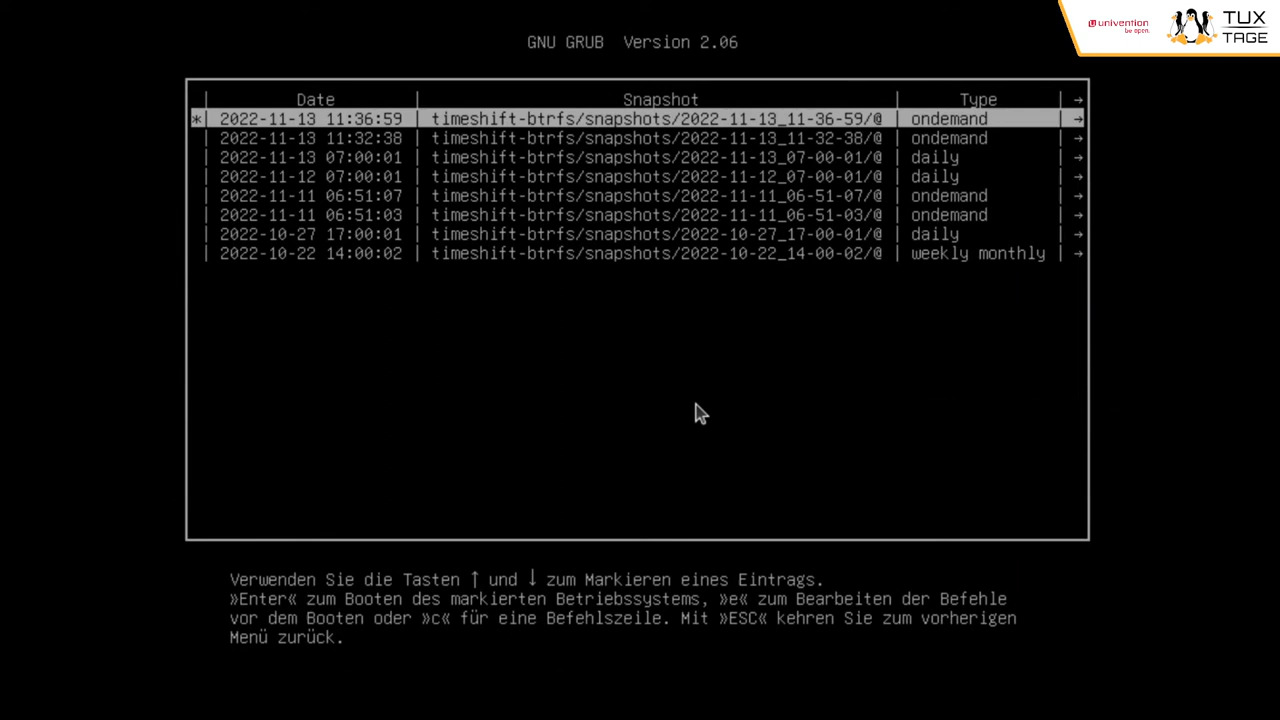 univention
be open.
TUX
TAGE
GNU GRUB Version 2.06
| Date | Snapshot | Type | →
*| 2022-11-13 11:36:59 | timeshift-btrfs/snapshots/2022-11-13_11-36-59/@ | ondemand | →
| 2022-11-13 11:32:38 | timeshift-btrfs/snapshots/2022-11-13_11-32-38/@ | ondemand | →
| 2022-11-13 07:00:01 | timeshift-btrfs/snapshots/2022-11-13_07-00-01/@ | daily | →
| 2022-11-12 07:00:01 | timeshift-btrfs/snapshots/2022-11-12_07-00-01/@ | daily | →
| 2022-11-11 06:51:07 | timeshift-btrfs/snapshots/2022-11-11_06-51-07/@ | ondemand | →
| 2022-11-11 06:51:03 | timeshift-btrfs/snapshots/2022-11-11_06-51-03/@ | ondemand | →
| 2022-10-27 17:00:01 | timeshift-btrfs/snapshots/2022-10-27_17-00-01/@ | daily | →
| 2022-10-22 14:00:02 | timeshift-btrfs/snapshots/2022-10-22_14-00-02/@ | weekly monthly | →
Verwenden Sie die Tasten ↑ und ↓ zum Markieren eines Eintrags.
»Enter« zum Booten des markierten Betriebssystems, »e« zum Bearbeiten der Befehle
vor dem Booten oder »c« für eine Befehlszeile. Mit »ESC« kehren Sie zum vorherigen
Menü zurück.